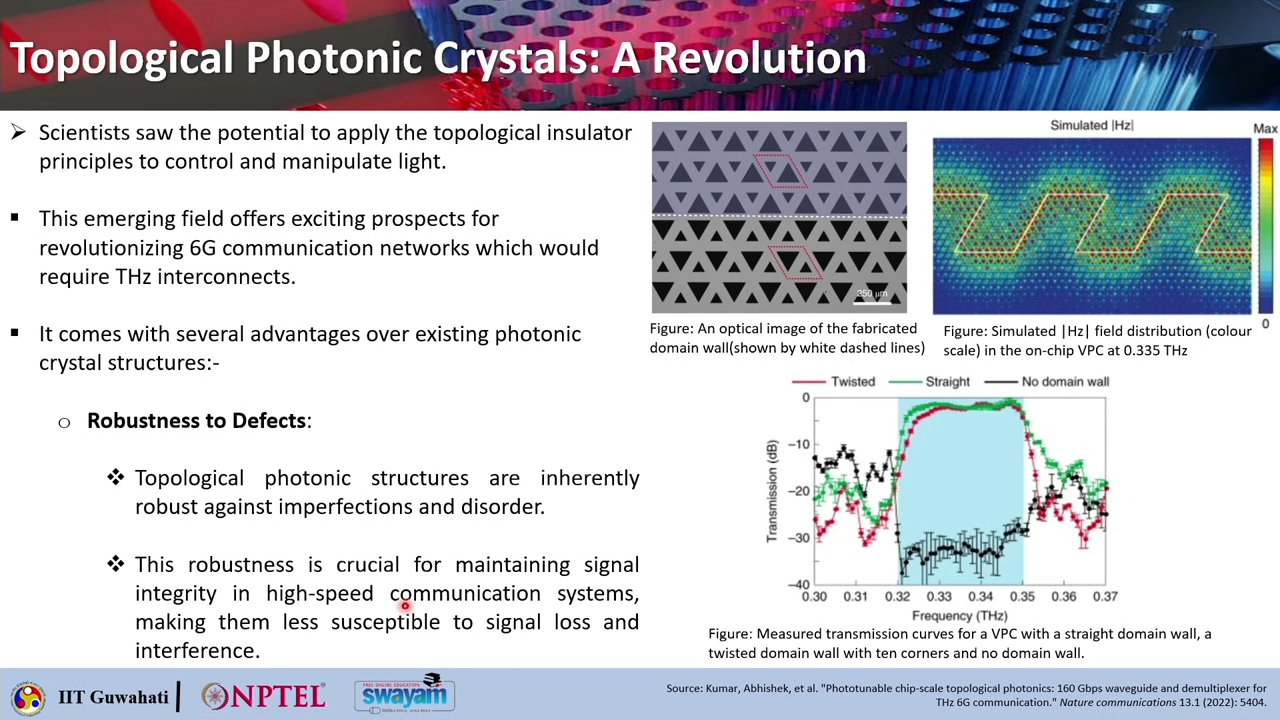 Topological Photonic Crystals: A Revolution
➢ Scientists saw the potential to apply the topological insulator
principles to control and manipulate light.
▪ This emerging field offers exciting prospects for
revolutionizing 6G communication networks which would
require THz interconnects.
▪ It comes with several advantages over existing photonic
crystal structures:-
o Robustness to Defects:
❖ Topological photonic structures are inherently
robust against imperfections and disorder.
❖ This robustness is crucial for maintaining signal
integrity in high-speed communication systems,
making them less susceptible to signal loss and
interference.
250 μm
Figure: An optical image of the fabricated
domain wall(shown by white dashed lines)
Simulated |Hz|
Max
0
Figure: Simulated |Hz| field distribution (colour
scale) in the on-chip VPC at 0.335 THz
Twisted Straight No domain wall
Transmission (dB)
0
−10
−20
−30
−40
0.30 0.31 0.32 0.33 0.34 0.35 0.36 0.37
Frequency (THz)
Figure: Measured transmission curves for a VPC with a straight domain wall, a
twisted domain wall with ten corners and no domain wall.
IIT Guwahati
NPTEL
FREE ONLINE EDUCATION
swayam
Source: Kumar, Abhishek, et al. "Phototunable chip-scale topological photonics: 160 Gbps waveguide and demultiplexer for
THz 6G communication." Nature communications 13.1 (2022): 5404.